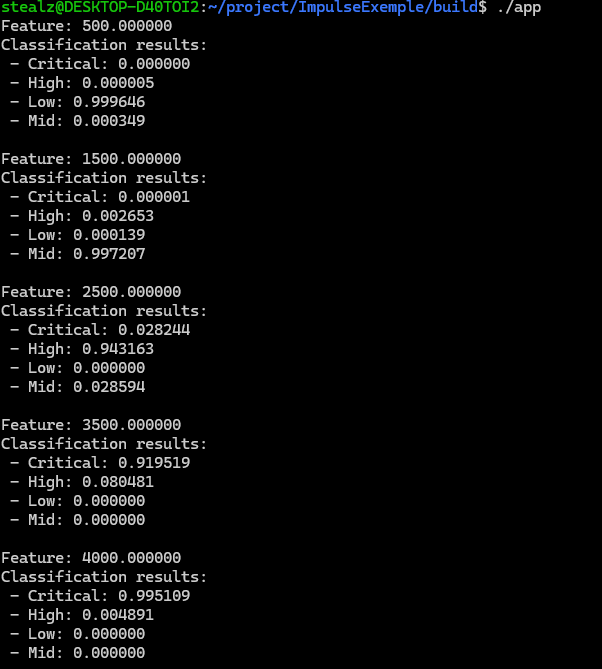 stealz@DESKTOP-D40TOI2:~/project/ImpulseExemple/build$ ./app
Feature: 500.000000
Classification results:
 - Critical: 0.000000
 - High: 0.000005
 - Low: 0.999646
 - Mid: 0.000349

Feature: 1500.000000
Classification results:
 - Critical: 0.000001
 - High: 0.002653
 - Low: 0.000139
 - Mid: 0.997207

Feature: 2500.000000
Classification results:
 - Critical: 0.028244
 - High: 0.943163
 - Low: 0.000000
 - Mid: 0.028594

Feature: 3500.000000
Classification results:
 - Critical: 0.919519
 - High: 0.080481
 - Low: 0.000000
 - Mid: 0.000000

Feature: 4000.000000
Classification results:
 - Critical: 0.995109
 - High: 0.004891
 - Low: 0.000000
 - Mid: 0.000000